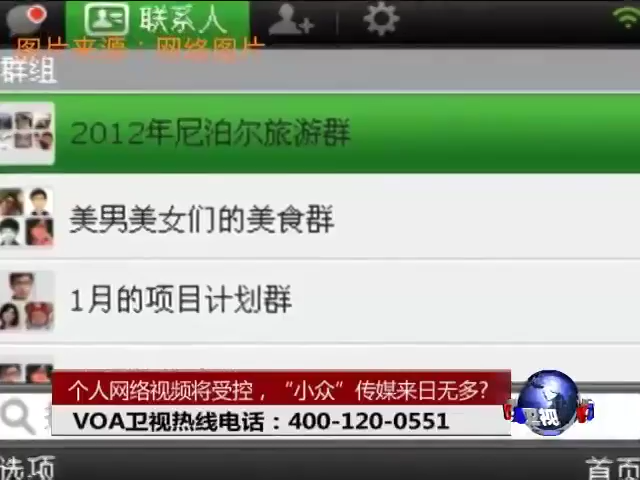 联系人
图片来源：网络图片
群组
2012年尼泊尔旅游群
美男美女们的美食群
1月的项目计划群
个人网络视频将受控，“小众”传媒来日无多?
VOA卫视热线电话：400-120-0551
卫视
选项
首页